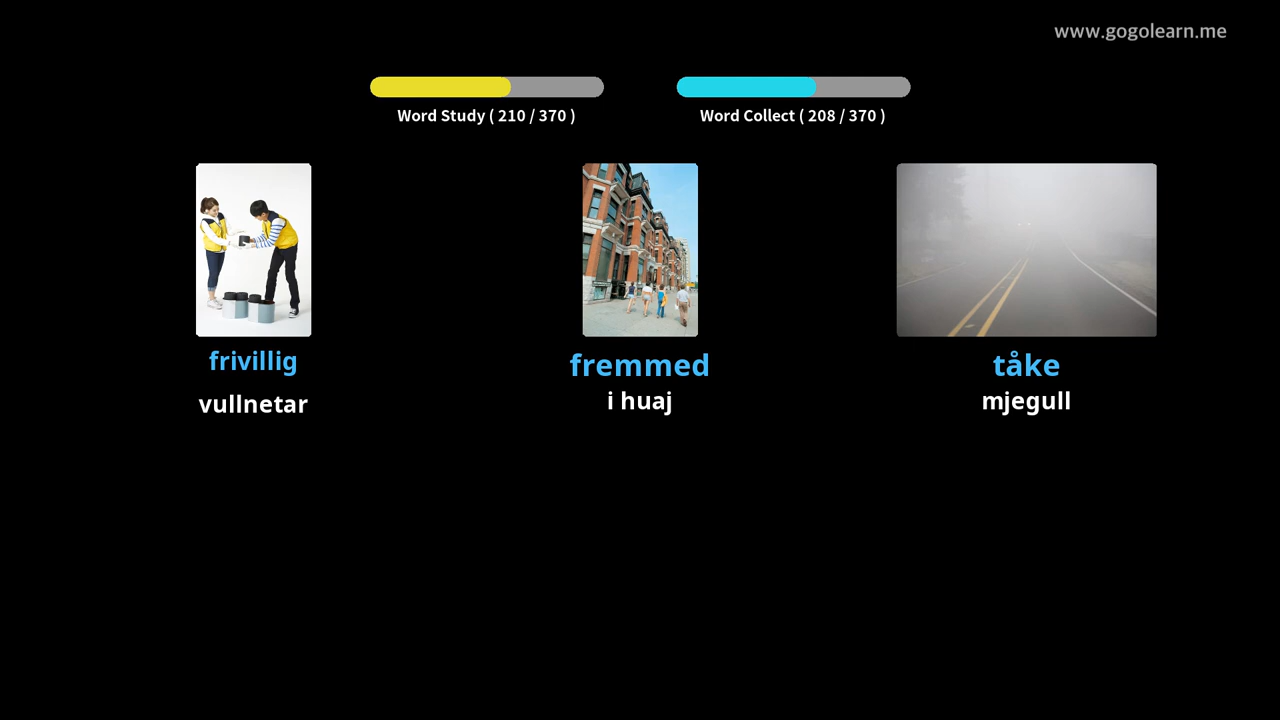 www.gogolearn.me
Word Study ( 210 / 370 )
Word Collect ( 208 / 370 )
frivillig
vullnetar
fremmed
i huaj
tåke
mjegull